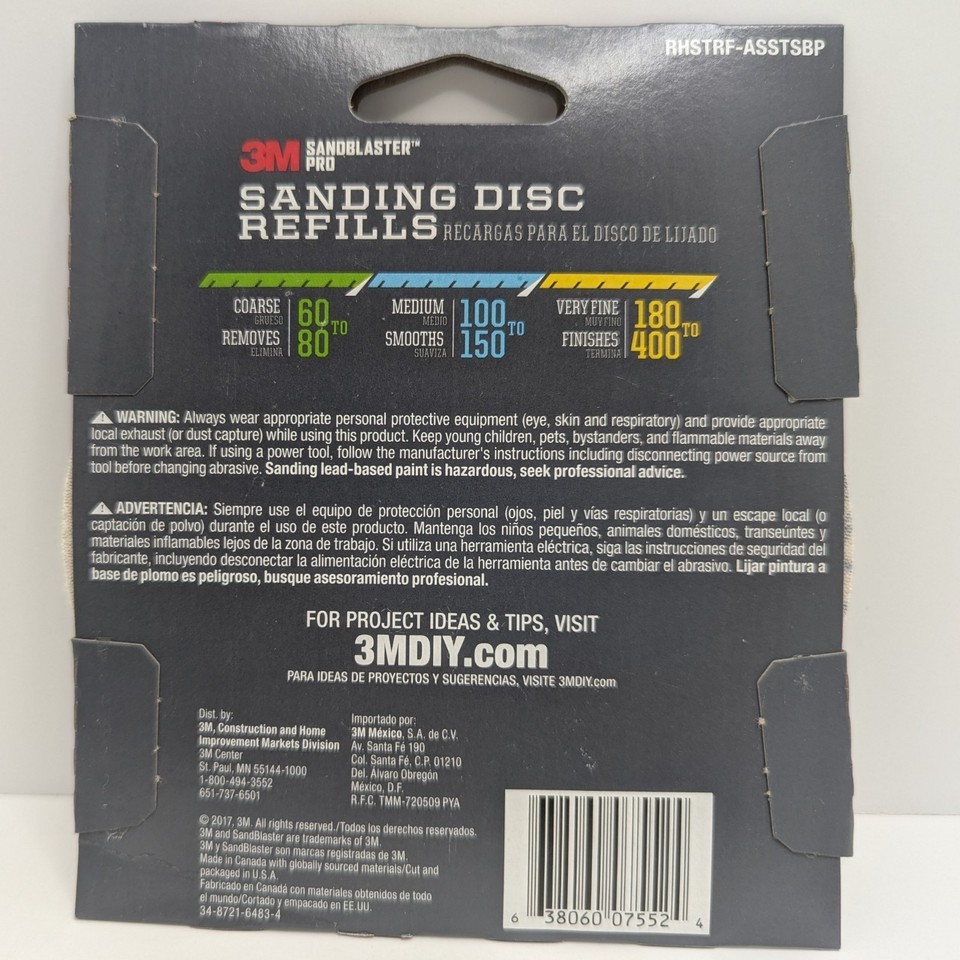 RHSTRF-ASSTSBP
3M SANDBLASTER™
PRO
SANDING DISC
REFILLS RECARGAS PARA EL DISCO DE LIJADO
COARSE
GRUESO
REMOVES
ELIMINA
60 TO
80
MEDIUM
MEDIO
SMOOTHS
SUAVIZA
100 TO
150
VERY FINE
MUY FINO
FINISHES
TERMINA
180 TO
400
⚠ WARNING: Always wear appropriate personal protective equipment (eye, skin and respiratory) and provide appropriate
local exhaust (or dust capture) while using this product. Keep young children, pets, bystanders, and flammable materials away
from the work area. If using a power tool, follow the manufacturer's instructions including disconnecting power source from
tool before changing abrasive. Sanding lead-based paint is hazardous, seek professional advice.
⚠ ADVERTENCIA: Siempre use el equipo de protección personal (ojos, piel y vías respiratorias) y un escape local (o
captación de polvo) durante el uso de este producto. Mantenga los niños pequeños, animales domésticos, transeúntes y
materiales inflamables lejos de la zona de trabajo. Si utiliza una herramienta eléctrica, siga las instrucciones de seguridad del
fabricante, incluyendo desconectar la alimentación eléctrica de la herramienta antes de cambiar el abrasivo. Lijar pintura a
base de plomo es peligroso, busque asesoramiento profesional.
FOR PROJECT IDEAS & TIPS, VISIT
3MDIY.com
PARA IDEAS DE PROYECTOS Y SUGERENCIAS, VISITE 3MDIY.com
Dist. by:
3M, Construction and Home
Improvement Markets Division
3M Center
St. Paul, MN 55144-1000
1-800-494-3552
651-737-6501
Importado por:
3M México, S.A. de C.V.
Av. Santa Fé 190
Col. Santa Fé, C.P. 01210
Del. Álvaro Obregón
México, D.F.
R.F.C. TMM-720509 PYA
© 2017, 3M. All rights reserved./Todos los derechos reservados.
3M and SandBlaster are trademarks of 3M.
3M y SandBlaster son marcas registradas de 3M.
Made in Canada with globally sourced materials/Cut and
packaged in U.S.A.
Fabricado en Canadá con materiales obtenidos de todo
el mundo/Cortado y empacado en EE.UU.
34-8721-6483-4
6 38060 07552 4